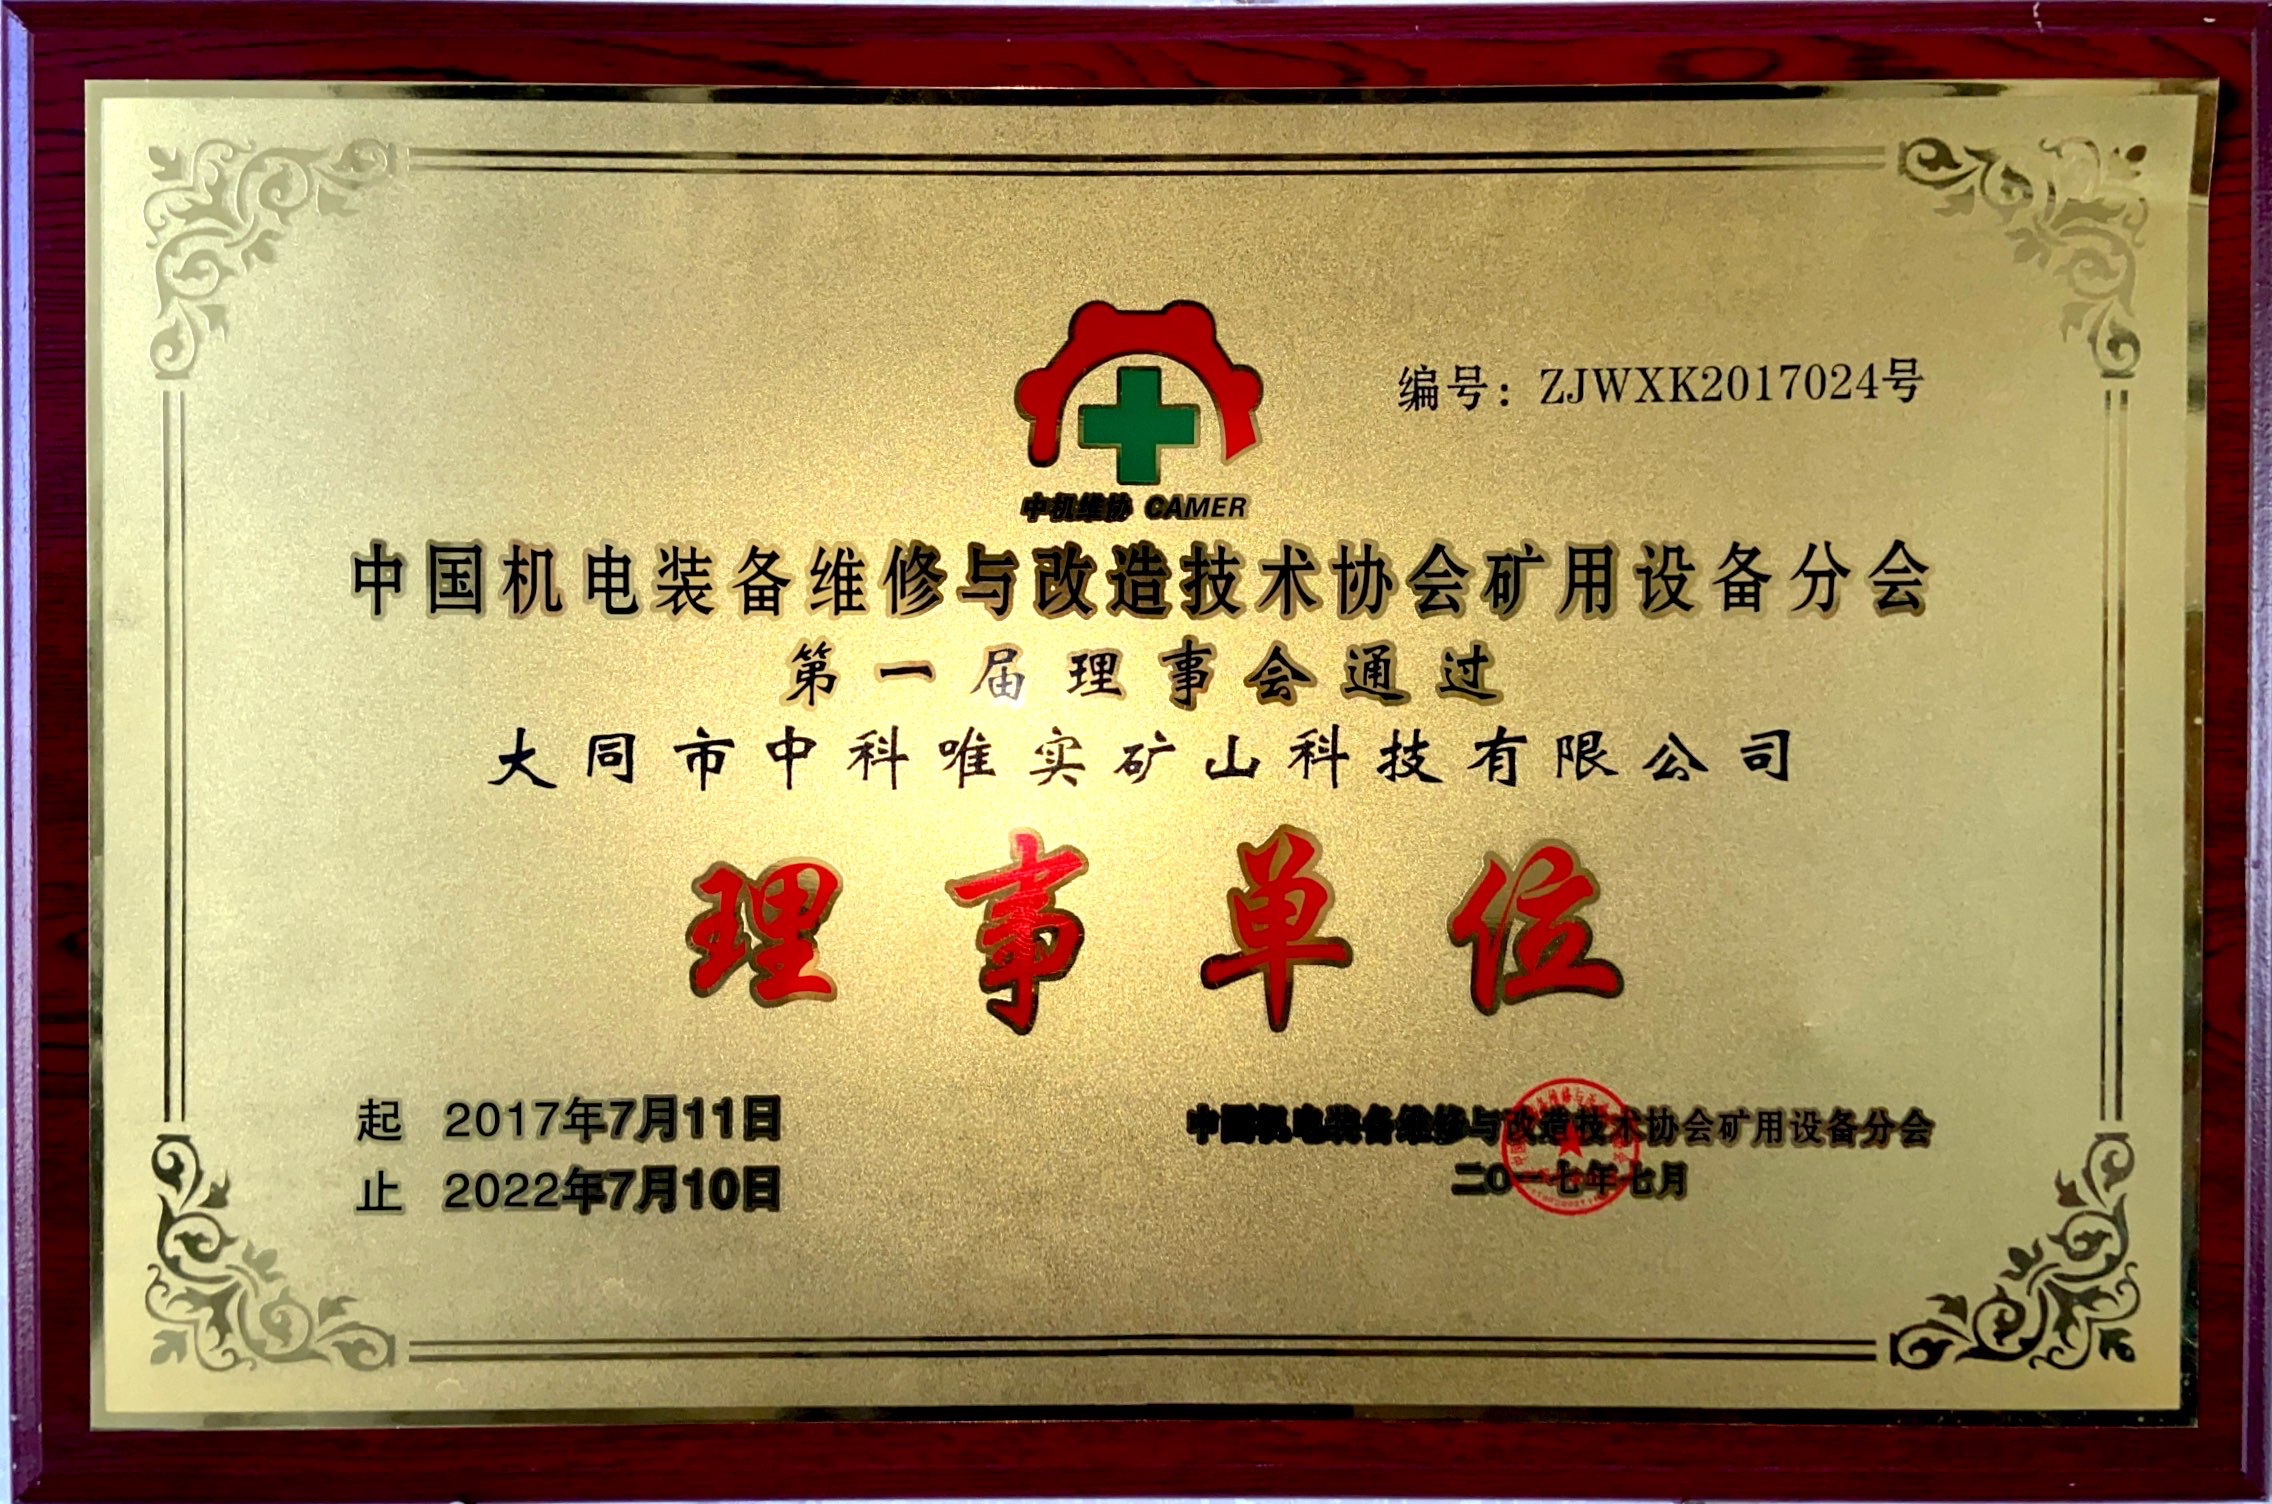 编号：ZJWXK2017024号
中机维协 CAMER
中国机电装备维修与改造技术协会矿用设备分会
第一届理事会通过
大同市中科唯实矿山科技有限公司
理事单位
起 2017年7月11日
止 2022年7月10日
中国机电装备维修与改造技术协会矿用设备分会
二0一七年七月